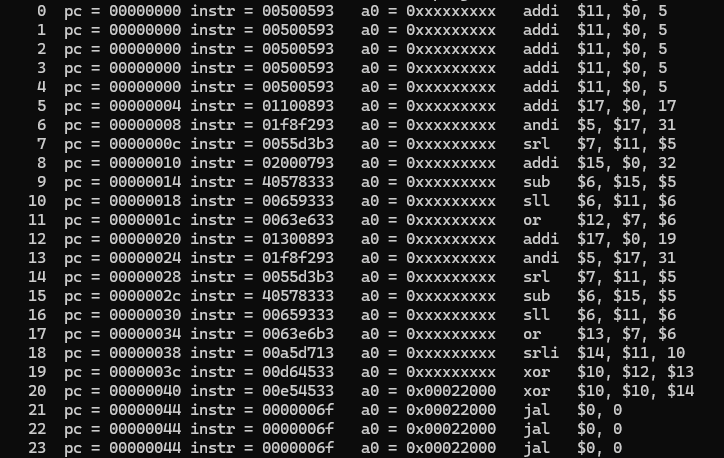 0 pc = 00000000 instr = 00500593 a0 = 0xxxxxxxxx addi $11, $0, 5
1 pc = 00000000 instr = 00500593 a0 = 0xxxxxxxxx addi $11, $0, 5
2 pc = 00000000 instr = 00500593 a0 = 0xxxxxxxxx addi $11, $0, 5
3 pc = 00000000 instr = 00500593 a0 = 0xxxxxxxxx addi $11, $0, 5
4 pc = 00000000 instr = 00500593 a0 = 0xxxxxxxxx addi $11, $0, 5
5 pc = 00000004 instr = 01100893 a0 = 0xxxxxxxxx addi $17, $0, 17
6 pc = 00000008 instr = 01f8f293 a0 = 0xxxxxxxxx andi $5, $17, 31
7 pc = 0000000c instr = 0055d3b3 a0 = 0xxxxxxxxx srl $7, $11, $5
8 pc = 00000010 instr = 02000793 a0 = 0xxxxxxxxx addi $15, $0, 32
9 pc = 00000014 instr = 40578333 a0 = 0xxxxxxxxx sub $6, $15, $5
10 pc = 00000018 instr = 00659333 a0 = 0xxxxxxxxx sll $6, $11, $6
11 pc = 0000001c instr = 0063e633 a0 = 0xxxxxxxxx or $12, $7, $6
12 pc = 00000020 instr = 01300893 a0 = 0xxxxxxxxx addi $17, $0, 19
13 pc = 00000024 instr = 01f8f293 a0 = 0xxxxxxxxx andi $5, $17, 31
14 pc = 00000028 instr = 0055d3b3 a0 = 0xxxxxxxxx srl $7, $11, $5
15 pc = 0000002c instr = 40578333 a0 = 0xxxxxxxxx sub $6, $15, $5
16 pc = 00000030 instr = 00659333 a0 = 0xxxxxxxxx sll $6, $11, $6
17 pc = 00000034 instr = 0063e6b3 a0 = 0xxxxxxxxx or $13, $7, $6
18 pc = 00000038 instr = 00a5d713 a0 = 0xxxxxxxxx srli $14, $11, 10
19 pc = 0000003c instr = 00d64533 a0 = 0xxxxxxxxx xor $10, $12, $13
20 pc = 00000040 instr = 00e54533 a0 = 0x00022000 xor $10, $10, $14
21 pc = 00000044 instr = 0000006f a0 = 0x00022000 jal $0, 0
22 pc = 00000044 instr = 0000006f a0 = 0x00022000 jal $0, 0
23 pc = 00000044 instr = 0000006f a0 = 0x00022000 jal $0, 0